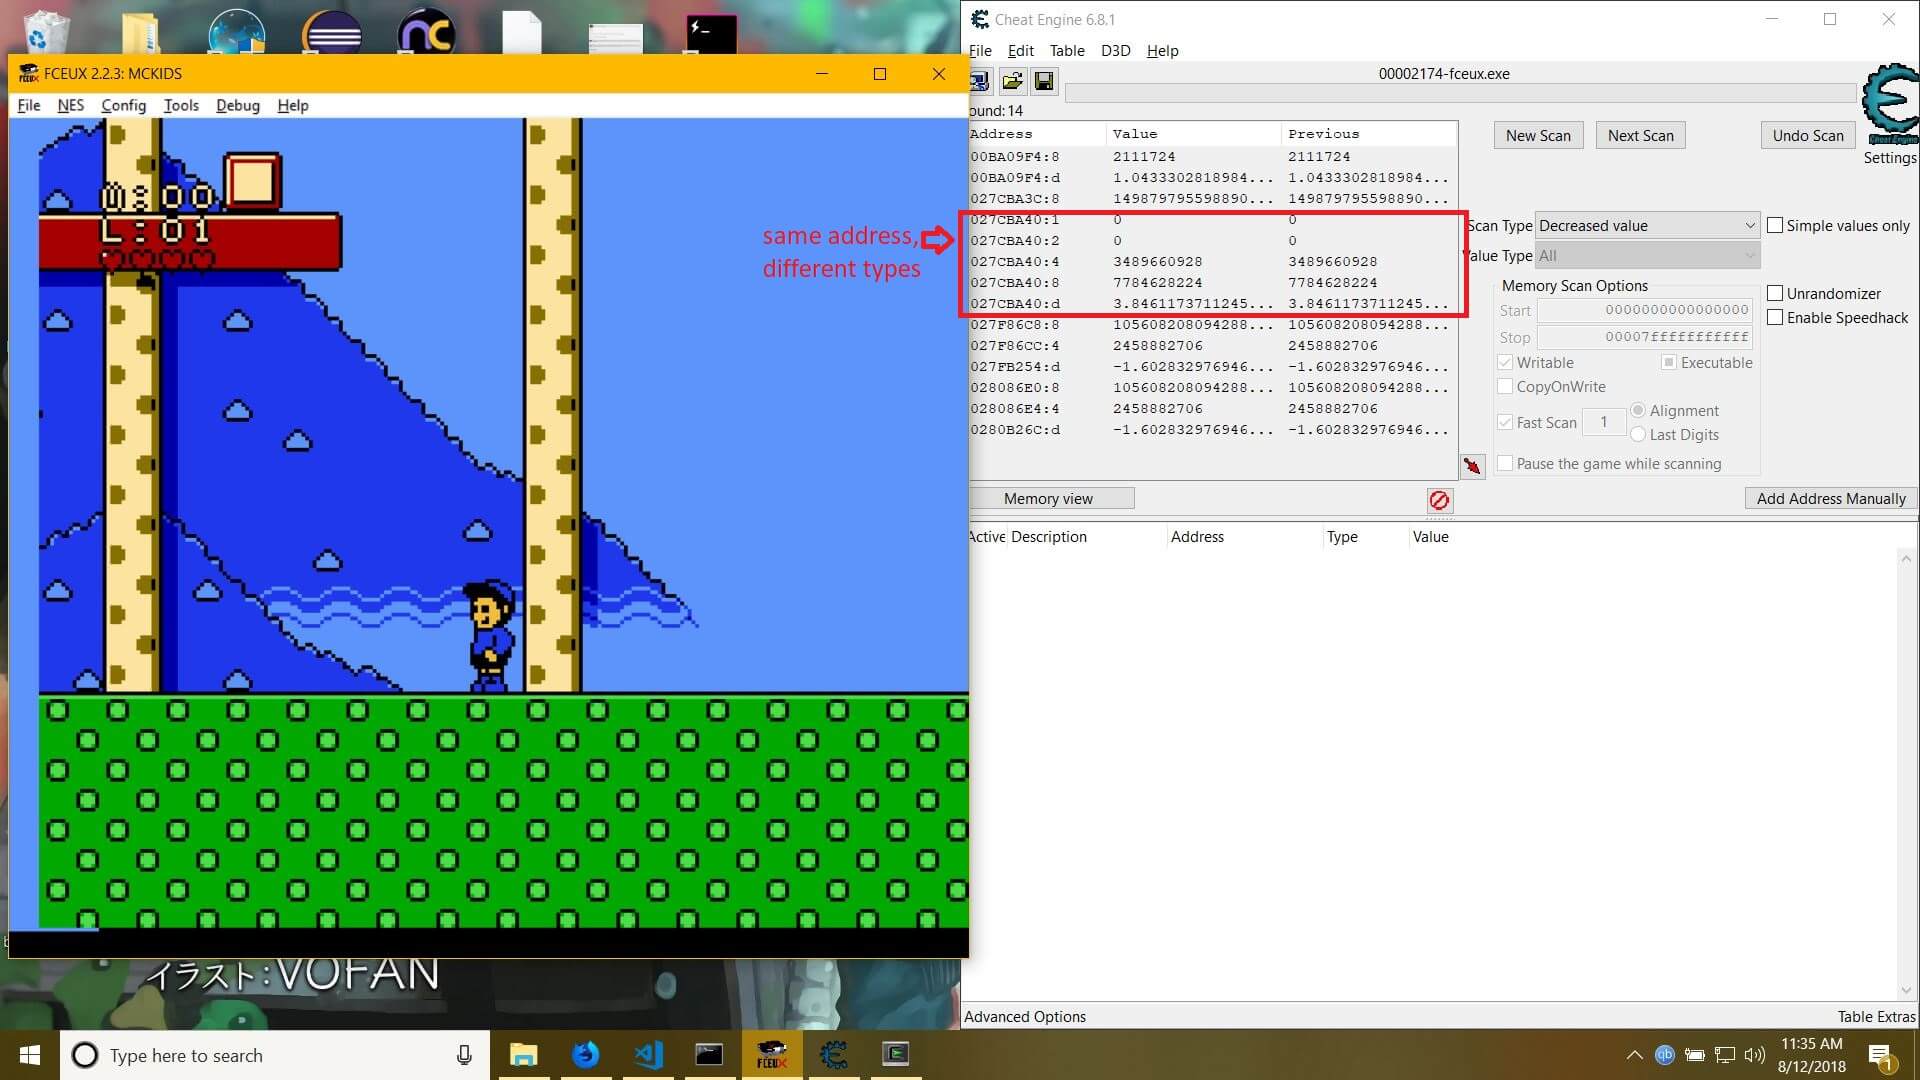 FCEUX 2.2.3: MCKIDS
File NES Config Tools Debug Help
M:00
L:01
same address,
different types
イラスト:VOFAN
Cheat Engine 6.8.1
File Edit Table D3D Help
00002174-fceux.exe
ound:14
Address Value Previous
00BA09F4:8 2111724 2111724
00BA09F4:d 1.0433302818984... 1.0433302818984...
027CBA3C:8 149879795598890... 149879795598890...
027CBA40:1 0 0
027CBA40:2 0 0
027CBA40:4 3489660928 3489660928
027CBA40:8 7784628224 7784628224
027CBA40:d 3.8461173711245... 3.8461173711245...
027F86C8:8 105608208094288... 105608208094288...
027F86CC:4 2458882706 2458882706
027FB254:d -1.602832976946... -1.602832976946...
028086E0:8 105608208094288... 105608208094288...
028086E4:4 2458882706 2458882706
0280B26C:d -1.602832976946... -1.602832976946...
New Scan Next Scan Undo Scan
Cheat Engine
Settings
Scan Type Decreased value Simple values only
Value Type All
Memory Scan Options
Unrandomizer
Start 0000000000000000
Enable Speedhack
Stop 00007fffffffffff
Writable Executable
CopyOnWrite
Fast Scan 1 Alignment
Last Digits
Pause the game while scanning
Memory view Add Address Manually
Active Description Address Type Value
Advanced Options Table Extras
Type here to search
FCEUX
qb
11:35 AM
8/12/2018
1